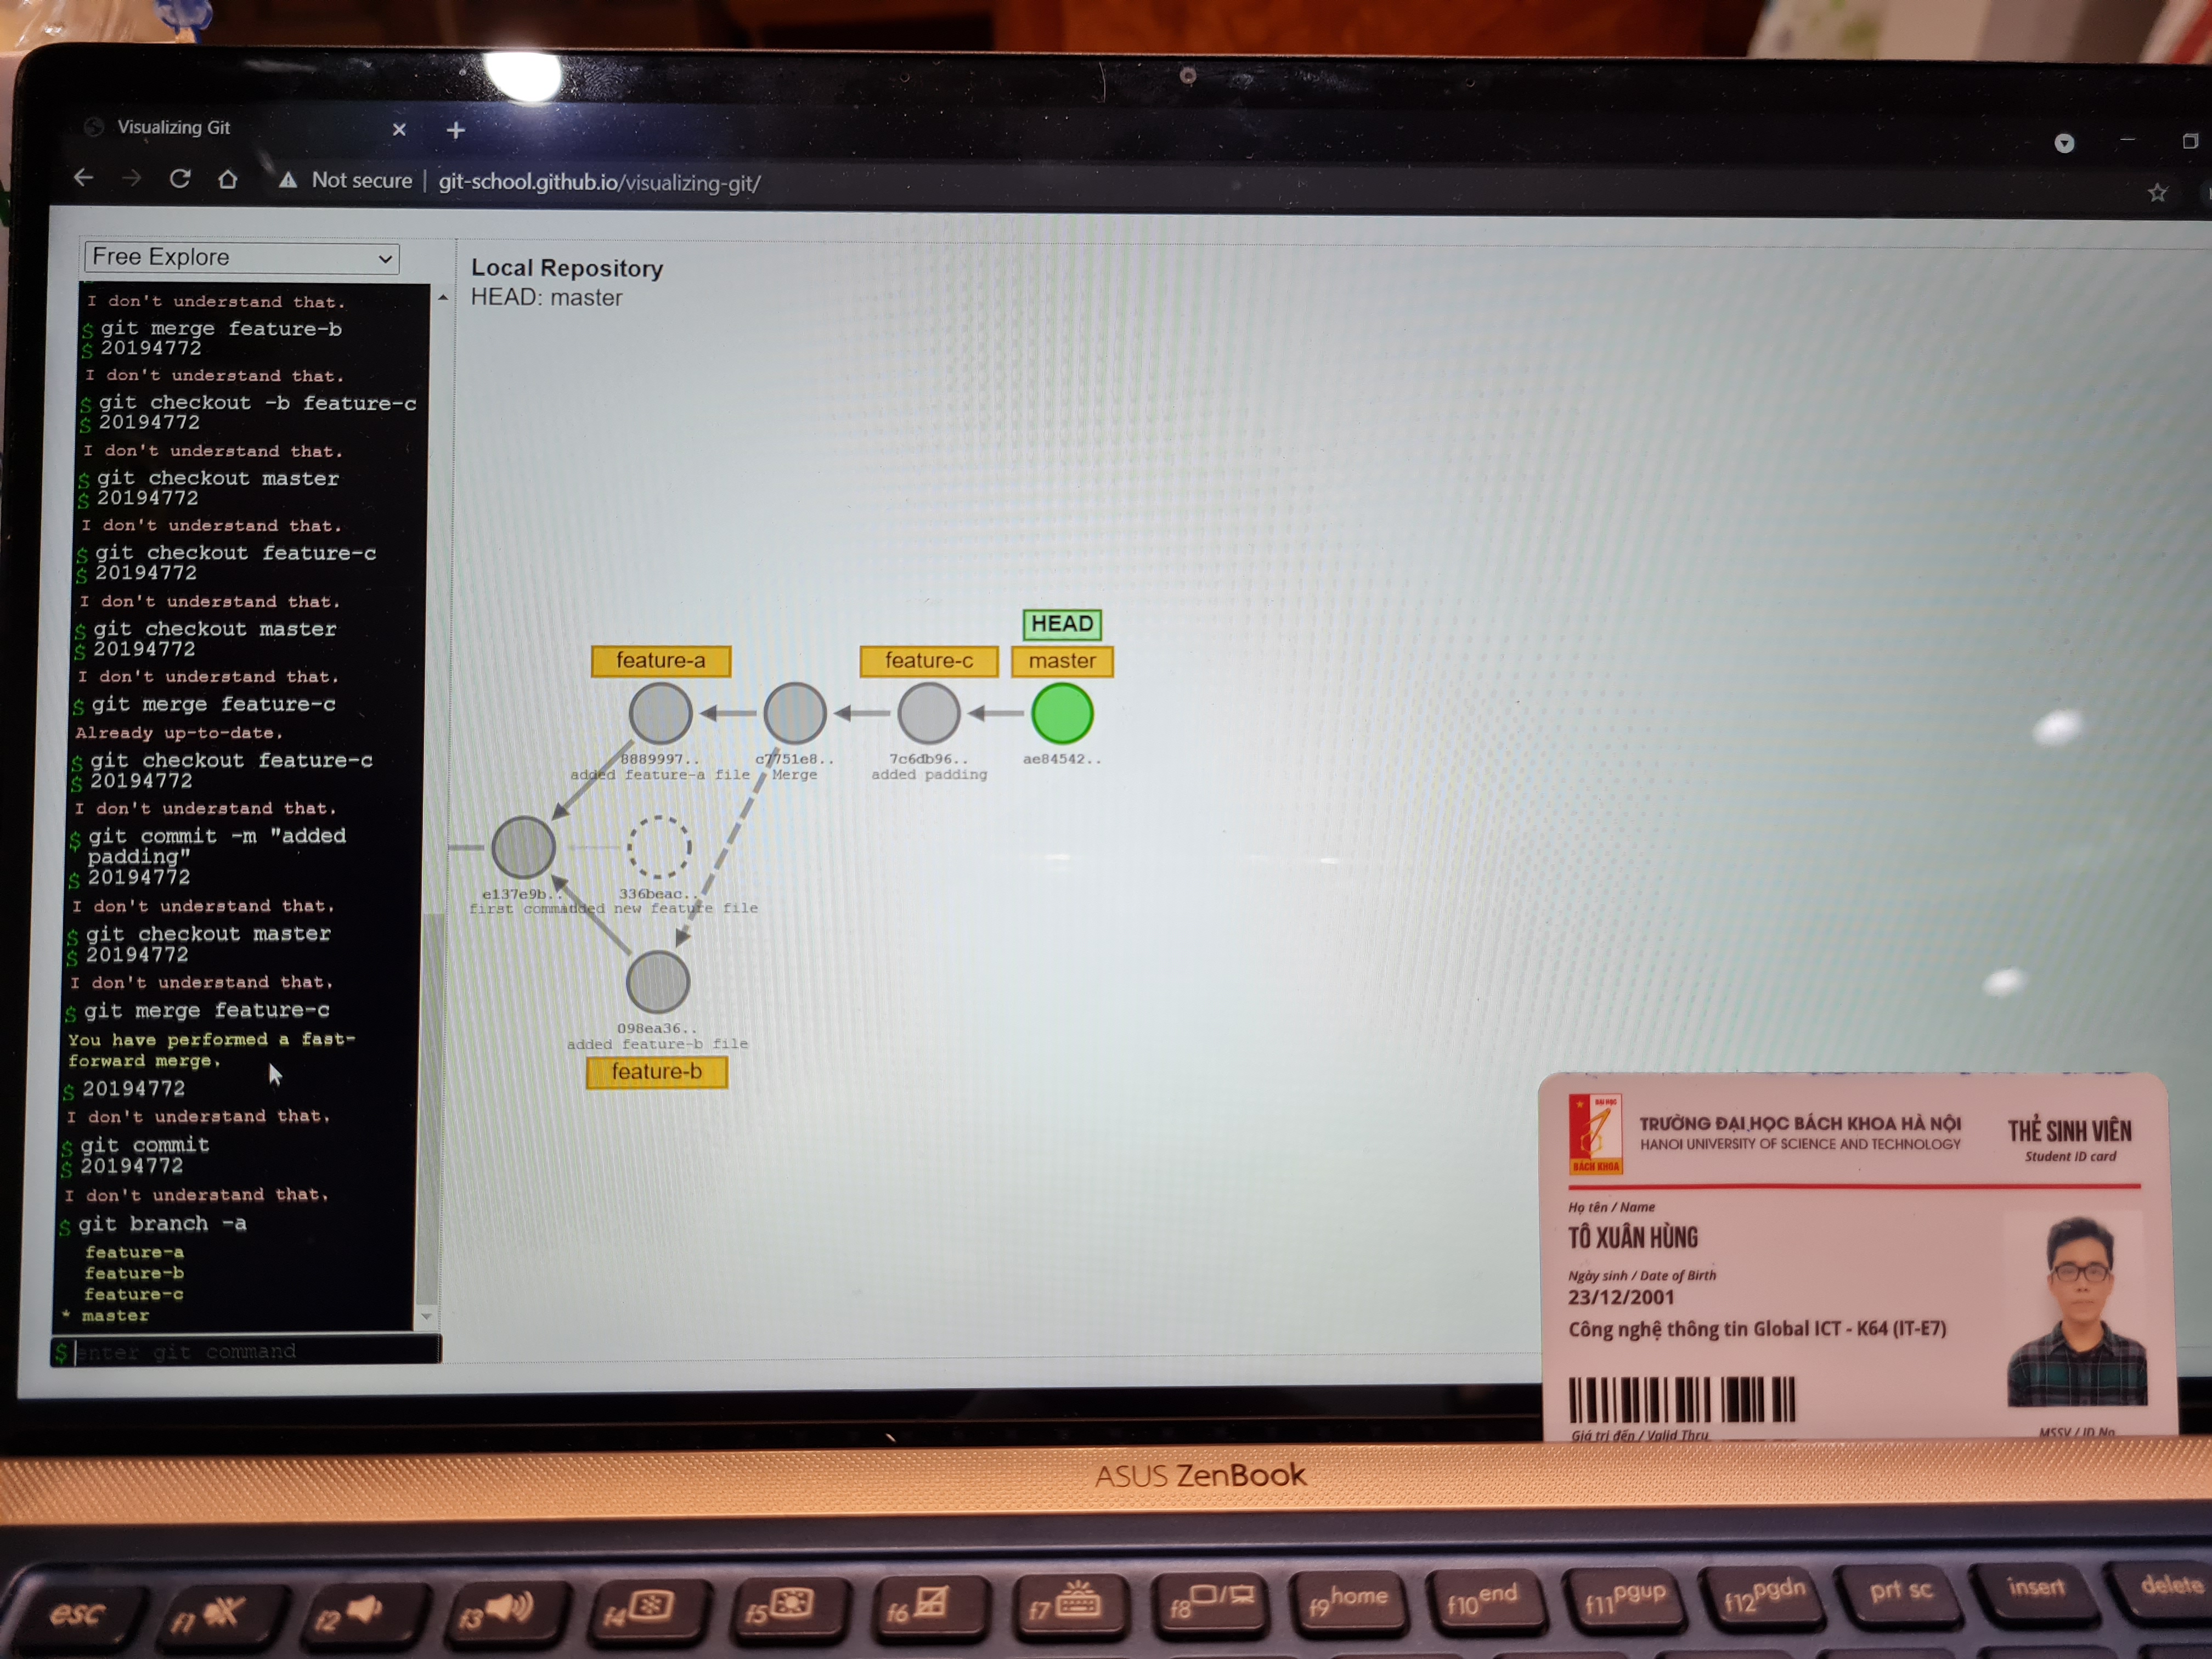 Visualizing Git
Not secure | git-school.github.io/visualizing-git/
Free Explore
I don't understand that.
$ git merge feature-b
$ 20194772
I don't understand that.
$ git checkout -b feature-c
$ 20194772
I don't understand that.
$ git checkout master
$ 20194772
I don't understand that.
$ git checkout feature-c
$ 20194772
I don't understand that.
$ git checkout master
$ 20194772
I don't understand that.
$ git merge feature-c
Already up-to-date.
$ git checkout feature-c
$ 20194772
I don't understand that.
$ git commit -m "added
padding"
$ 20194772
I don't understand that.
$ git checkout master
$ 20194772
I don't understand that.
$ git merge feature-c
You have performed a fast-
forward merge.
$ 20194772
I don't understand that.
$ git commit
$ 20194772
I don't understand that.
$ git branch -a
feature-a
feature-b
feature-c
* master
$ enter git command
Local Repository
HEAD: master
HEAD
feature-a
feature-c
master
8889997..
c7751e8..
7c6db96..
ae84542..
added feature-a file
Merge
added padding
e137e9b..
336beac..
first
new feature file
098ea36..
added feature-b file
feature-b
ĐẠI HỌC
BÁCH KHOA
TRƯỜNG ĐẠI HỌC BÁCH KHOA HÀ NỘI
HANOI UNIVERSITY OF SCIENCE AND TECHNOLOGY
THẺ SINH VIÊN
Student ID card
Họ tên / Name
TÔ XUÂN HÙNG
Ngày sinh / Date of Birth
23/12/2001
Công nghệ thông tin Global ICT - K64 (IT-E7)
Giá trị đến / Valid Thru
MSSV / ID No
ASUS ZenBook
esc
f1
f2
f3
f4
f5
f6
f7
f8
f9 home
f10 end
f11 pgup
f12 pgdn
prt sc
insert
delete